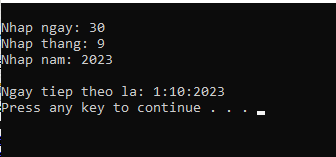 Nhap ngay: 30
Nhap thang: 9
Nhap nam: 2023
Ngay tiep theo la: 1:10:2023
Press any key to continue . . .